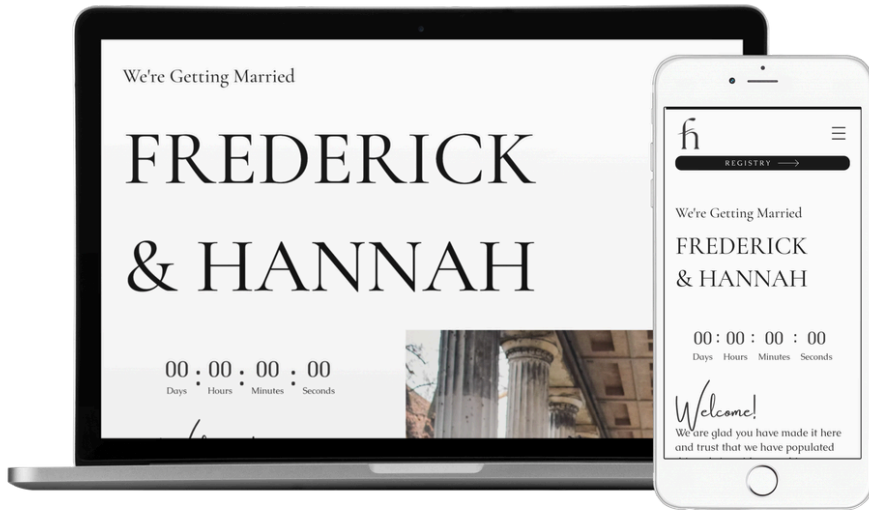 We're Getting Married
FREDERICK
& HANNAH
00 : 00 : 00 : 00
Days Hours Minutes Seconds
fh
REGISTRY
We're Getting Married
FREDERICK
& HANNAH
00 : 00 : 00 : 00
Days Hours Minutes Seconds
Welcome!
We are glad you have made it here
and trust that we have populated